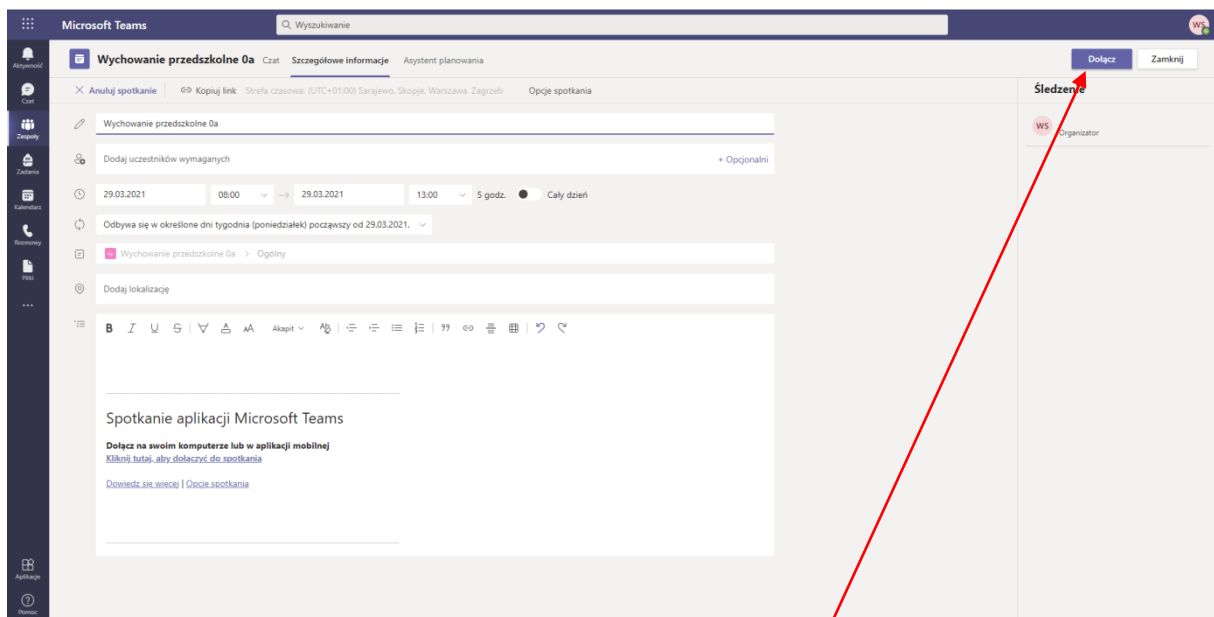 Microsoft Teams
Wyszukiwanie
WS
Aktywność
Czat
Zespoły
Zadania
Kalendarz
Rozmowy
Pliki
Aplikacje
Pomoc
Wychowanie przedszkolne 0a Czat Szczegółowe informacje Asystent planowania
Dołącz Zamknij
Anuluj spotkanie Kopiuj link Strefa czasowa: (UTC+01:00) Sarajewo, Skopje, Warszawa, Zagrzeb Opcje spotkania
Śledzenie
WS Organizator
Wychowanie przedszkolne 0a
Dodaj uczestników wymaganych + Opcjonalni
29.03.2021 08:00 → 29.03.2021 13:00 5 godz. Cały dzień
Odbywa się w określone dni tygodnia (poniedziałek) począwszy od 29.03.2021.
Wychowanie przedszkolne 0a > Ogólny
Dodaj lokalizację
B I U S A AA Akapit
Spotkanie aplikacji Microsoft Teams
Dołącz na swoim komputerze lub w aplikacji mobilnej
Kliknij tutaj, aby dołączyć do spotkania
Dowiedz się więcej | Opcje spotkania